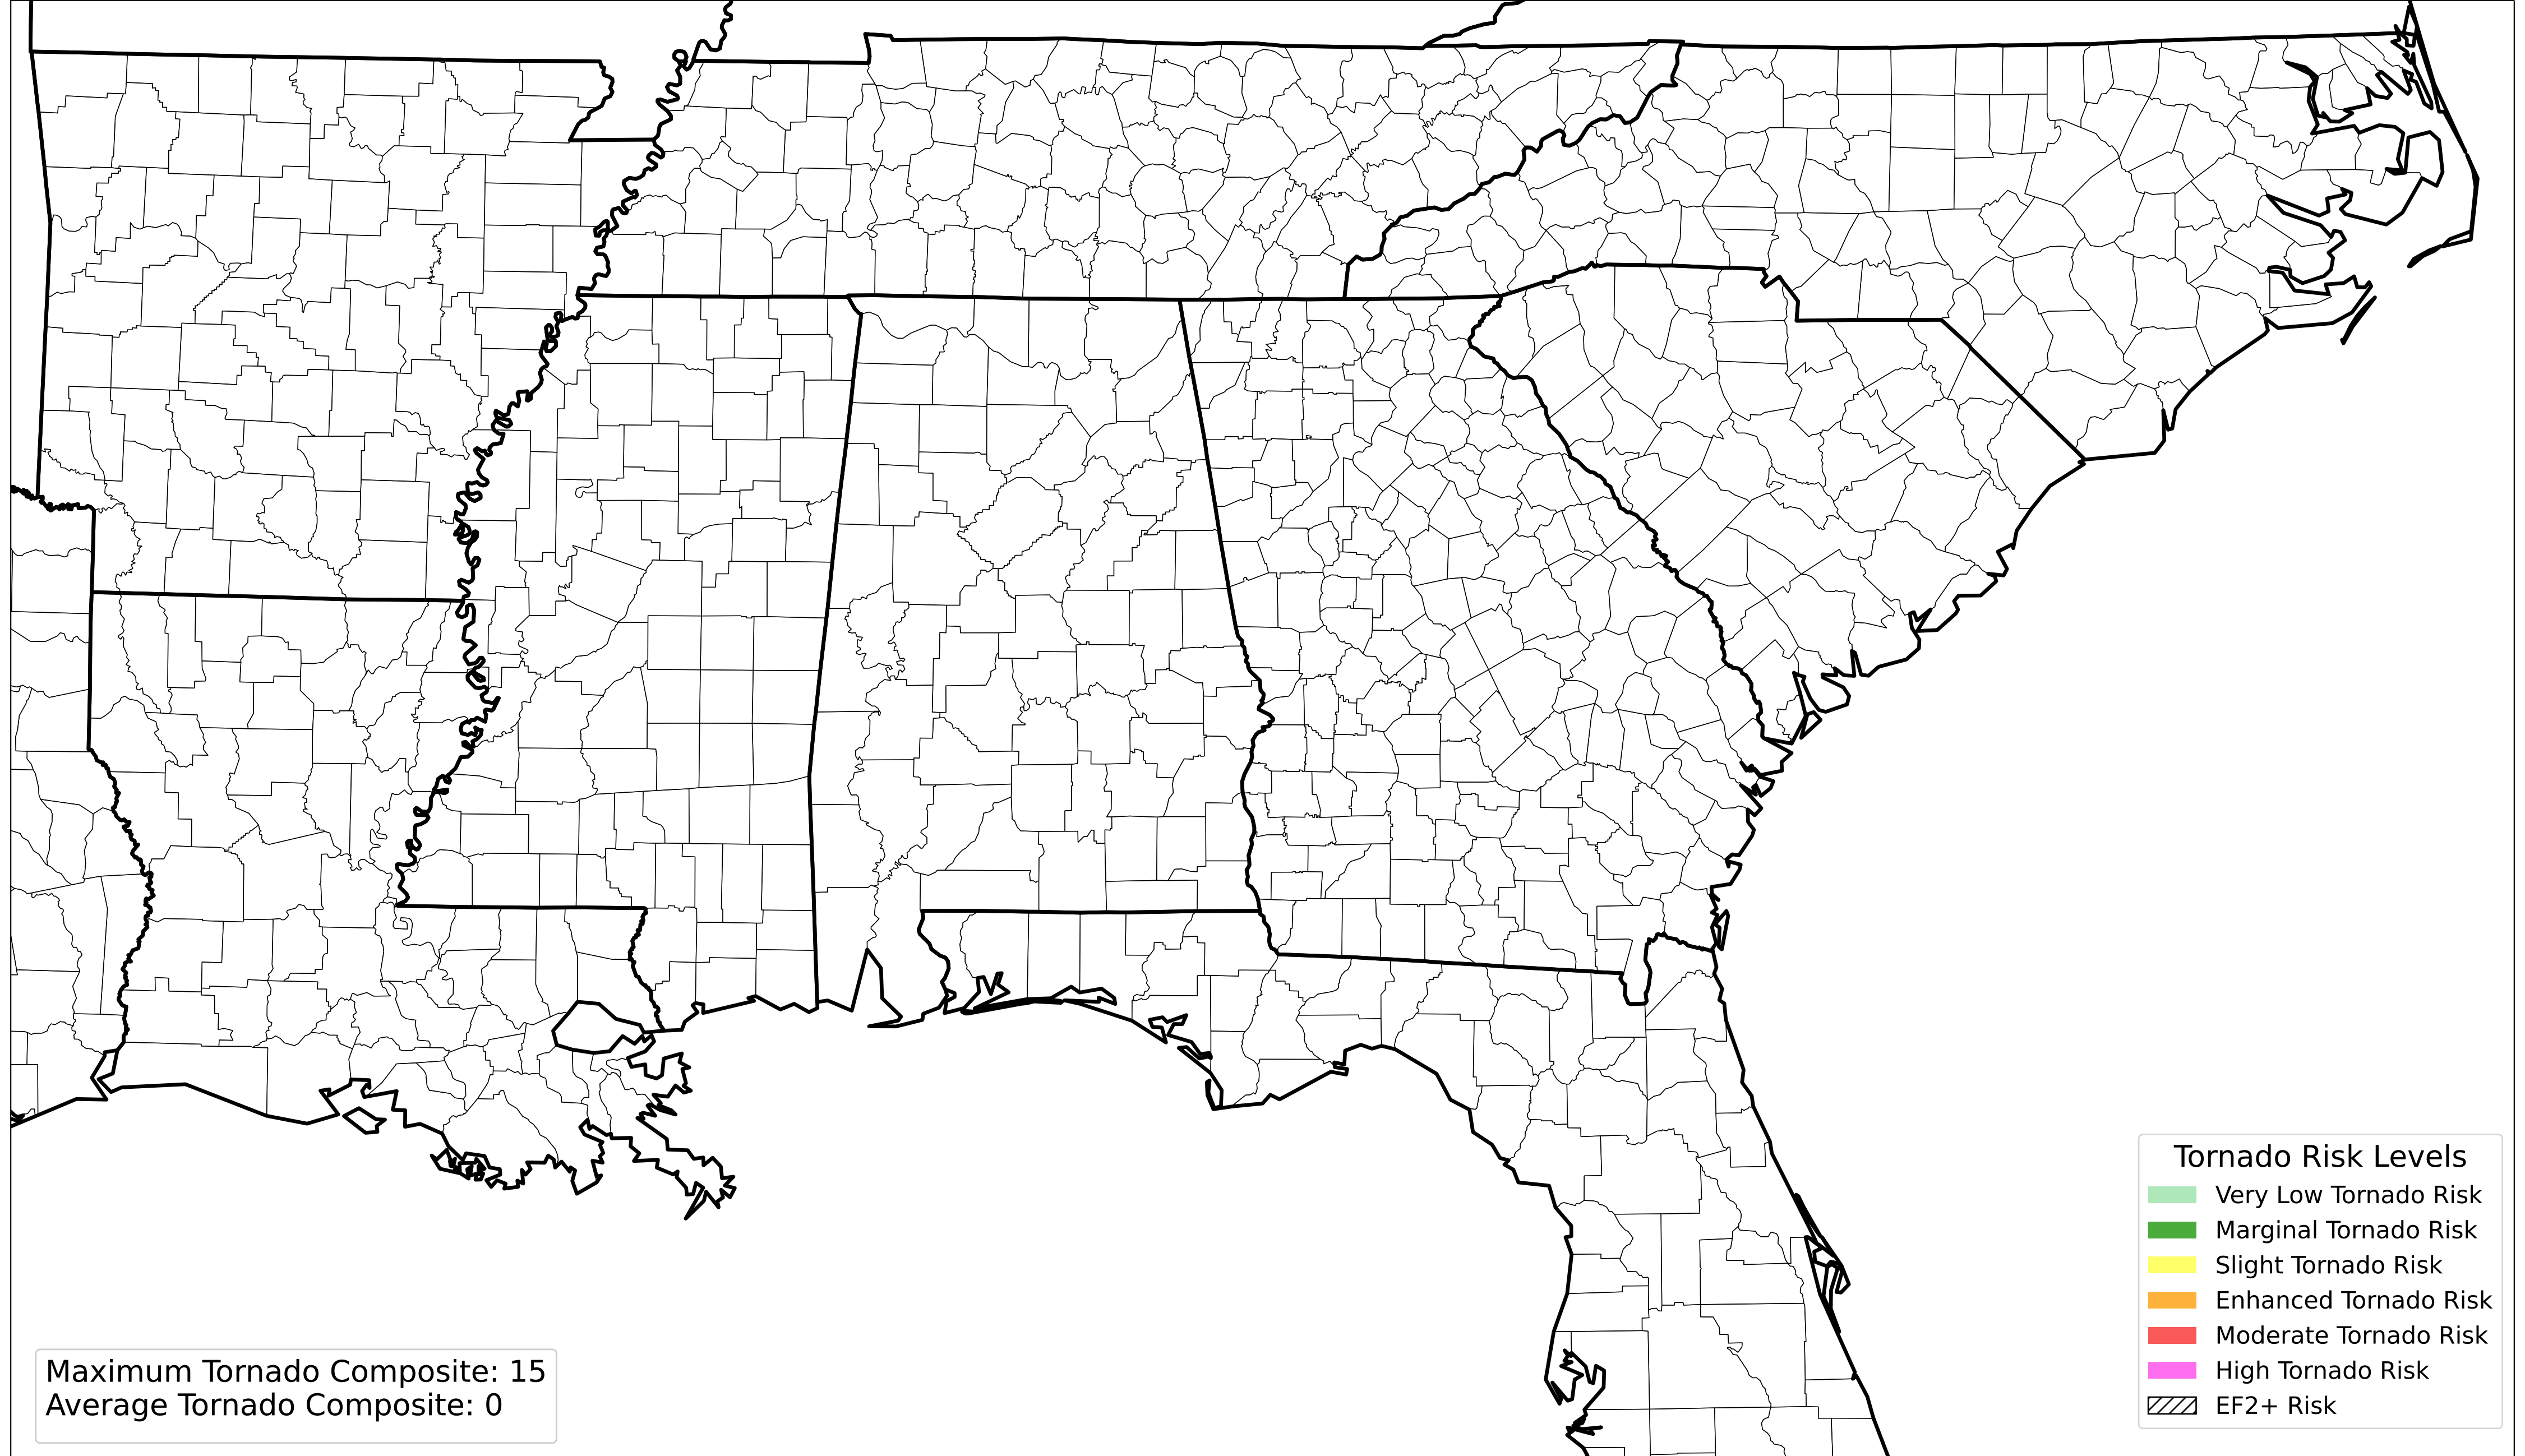 Maximum Tornado Composite: 15
Average Tornado Composite: 0
Tornado Risk Levels
Very Low Tornado Risk
Marginal Tornado Risk
Slight Tornado Risk
Enhanced Tornado Risk
Moderate Tornado Risk
High Tornado Risk
EF2+ Risk